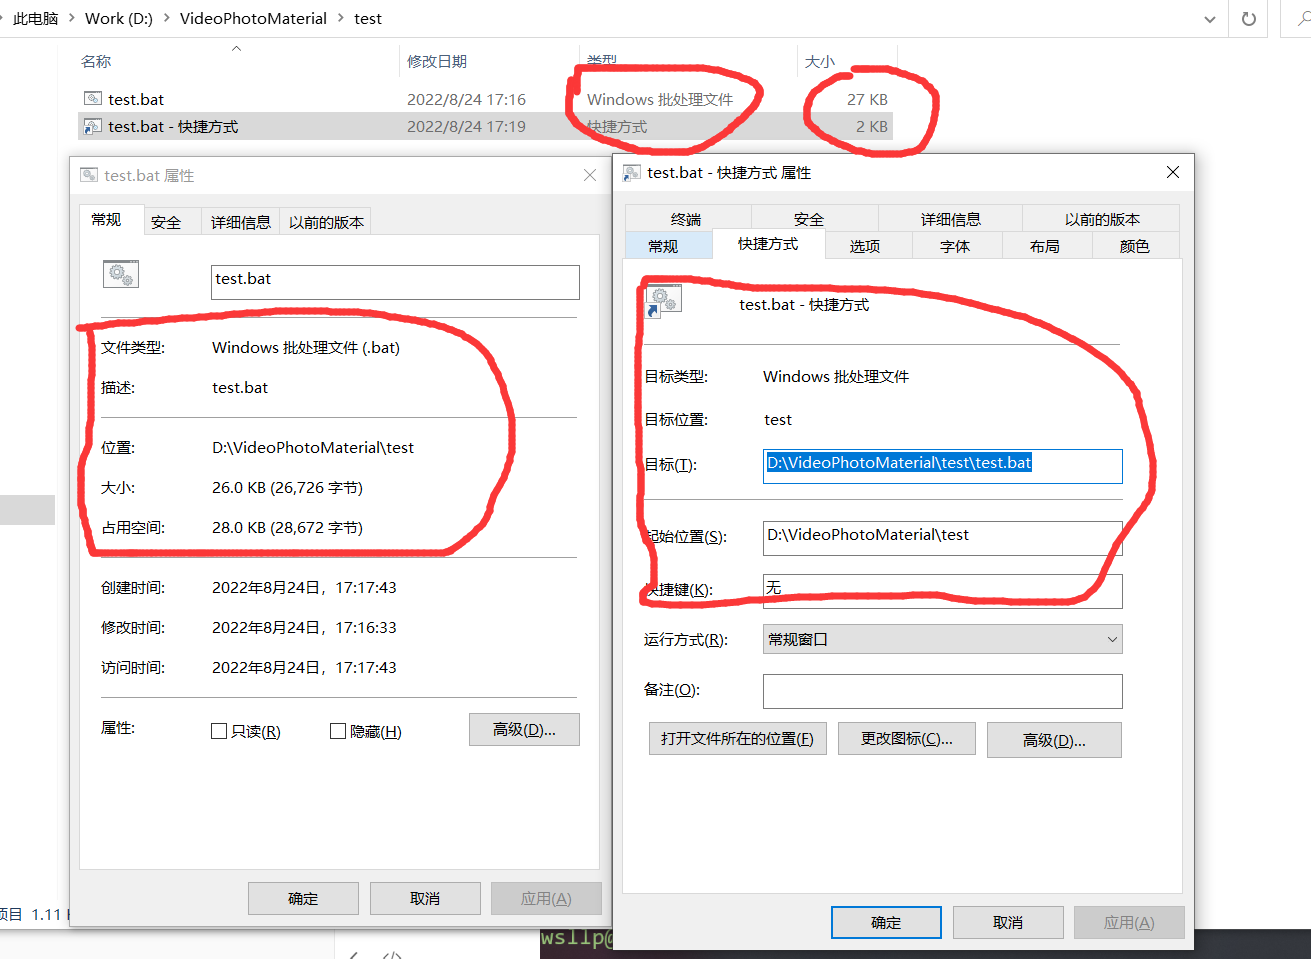 此电脑 > Work (D:) > VideoPhotoMaterial > test
名称 修改日期 类型 大小
test.bat 2022/8/24 17:16 Windows 批处理文件 27 KB
test.bat - 快捷方式 2022/8/24 17:19 快捷方式 2 KB
test.bat 属性
常规 安全 详细信息 以前的版本
test.bat
文件类型: Windows 批处理文件 (.bat)
描述: test.bat
位置: D:\VideoPhotoMaterial\test
大小: 26.0 KB (26,726 字节)
占用空间: 28.0 KB (28,672 字节)
创建时间: 2022年8月24日，17:17:43
修改时间: 2022年8月24日，17:16:33
访问时间: 2022年8月24日，17:17:43
属性: 只读(R) 隐藏(H) 高级(D)...
确定 取消 应用(A)
test.bat - 快捷方式 属性
终端 安全 详细信息 以前的版本
常规 快捷方式 选项 字体 布局 颜色
test.bat - 快捷方式
目标类型: Windows 批处理文件
目标位置: test
目标(T): D:\VideoPhotoMaterial\test\test.bat
起始位置(S): D:\VideoPhotoMaterial\test
快捷键(K): 无
运行方式(R): 常规窗口
备注(O):
打开文件所在的位置(F) 更改图标(C)... 高级(D)...
确定 取消 应用(A)
项目 1.11
wsllp@